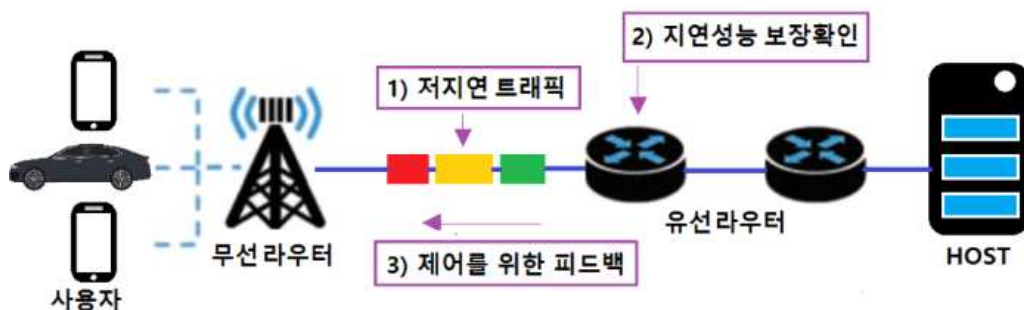 2) 지연성능 보장확인
1) 저지연 트래픽
무선 라우터
유선라우터
3) 제어를 위한 피드백
HOST
사용자